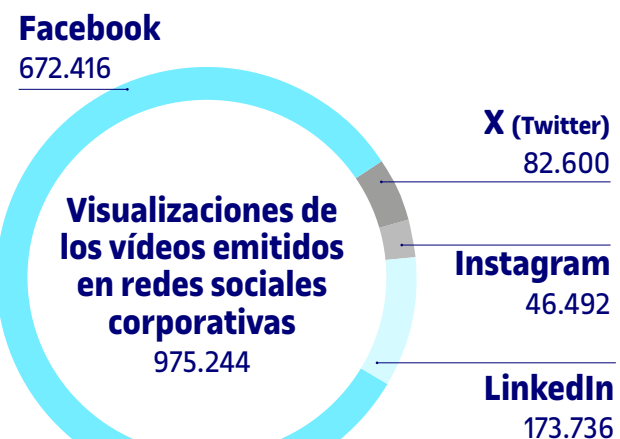 Facebook
672.416
X (Twitter)
82.600
Visualizaciones de
los vídeos emitidos
en redes sociales
corporativas
975.244
Instagram
46.492
LinkedIn
173.736